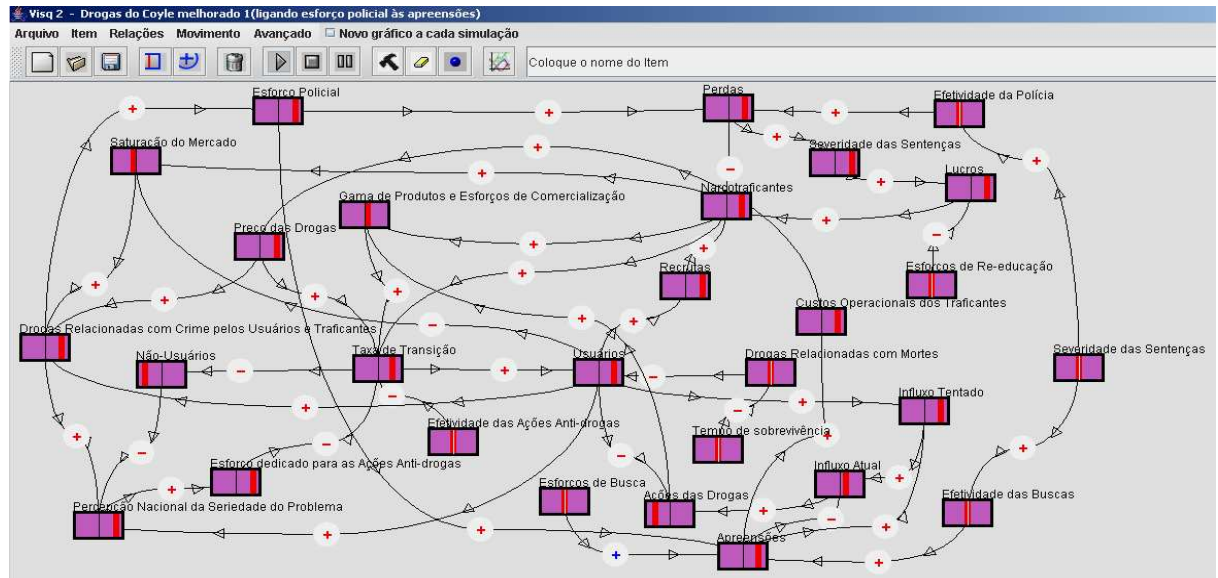 Visq 2 - Drogas do Coyle melhorado 1(ligando esforço policial às apreensões)
Arquivo Item Relações Movimento Avançado Novo gráfico a cada simulação
Coloque o nome do Item
Esforço Policial
Perdas
Efetividade da Polícia
Saturação do Mercado
Severidade das Sentenças
Lucros
Narcotraficantes
Gama de Produtos e Esforços de Comercialização
Preço das Drogas
Recrutas
Esforços de Re-educação
Custos Operacionais dos Traficantes
Drogas Relacionadas com Crime pelos Usuários e Traficantes
Não-Usuários
Taxa de Transição
Usuários
Drogas Relacionadas com Mortes
Severidade das Sentenças
Influxo Tentado
Efetividade das Ações Anti-drogas
Tempo de sobrevivência
Esforço dedicado para as Ações Anti-drogas
Influxo Atual
Esforços de Busca
Ações das Drogas
Efetividade das Buscas
Percepção Nacional da Seriedade do Problema
Apreensões